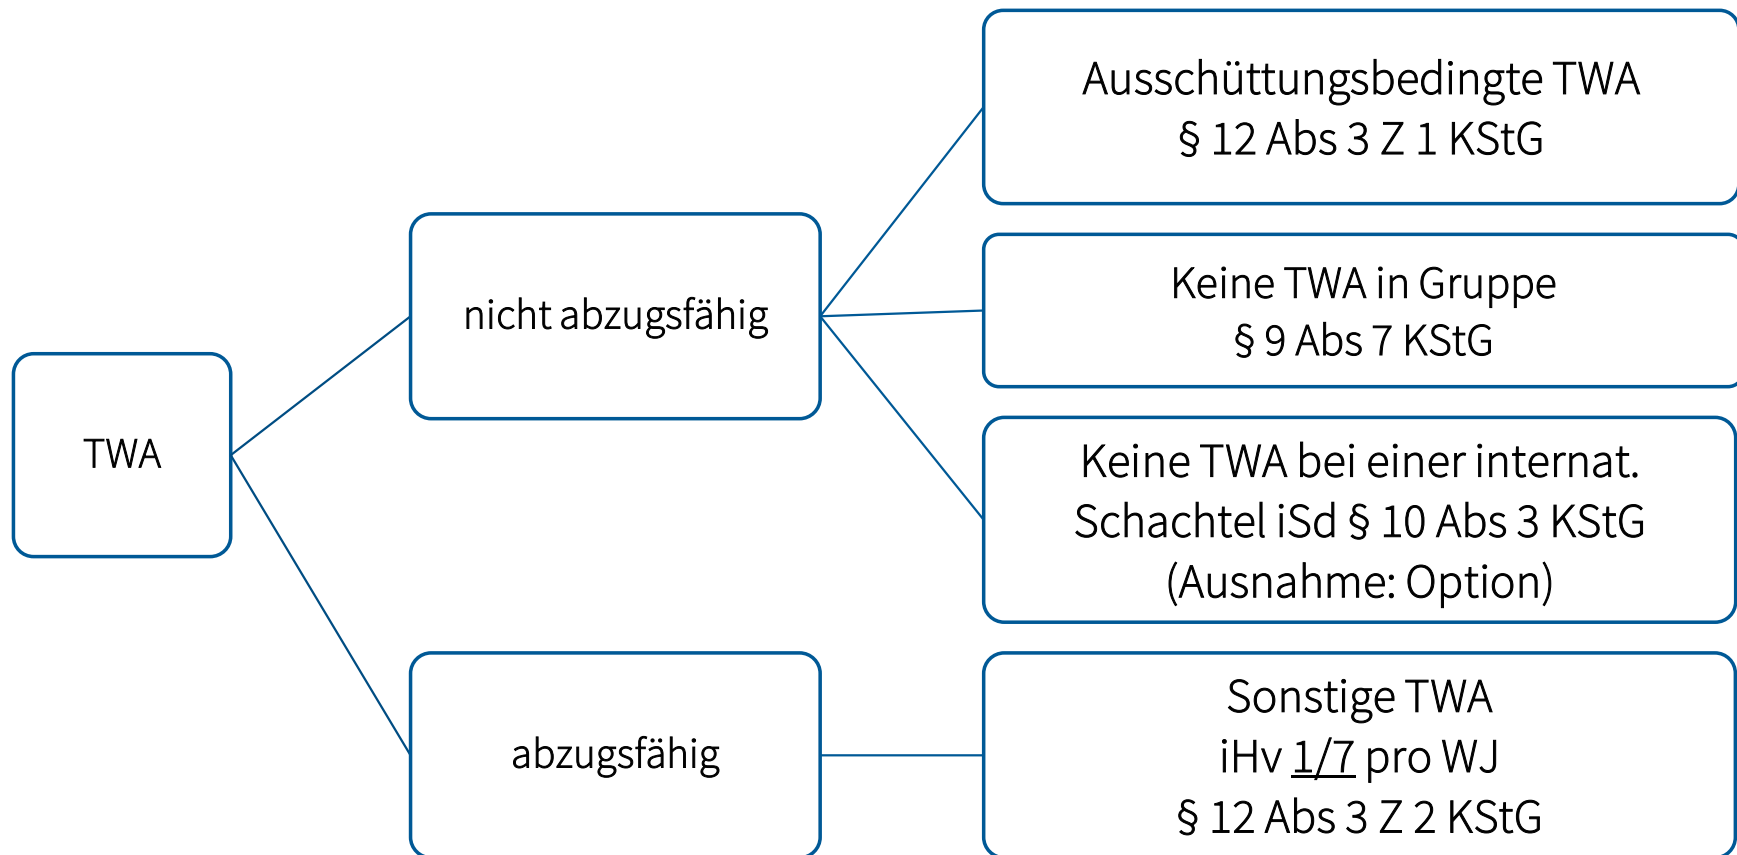 TWA
nicht abzugsfähig
Ausschüttungsbedingte TWA
§ 12 Abs 3 Z 1 KStG
Keine TWA in Gruppe
§ 9 Abs 7 KStG
Keine TWA bei einer internat.
Schachtel iSd § 10 Abs 3 KStG
(Ausnahme: Option)
abzugsfähig
Sonstige TWA
iHv 1/7 pro WJ
§ 12 Abs 3 Z 2 KStG